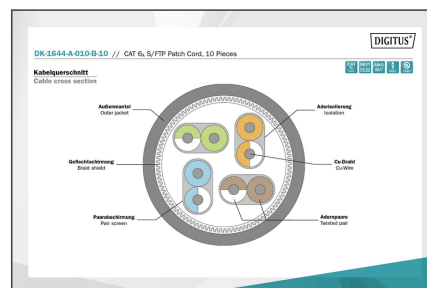 DIGITUS®
DK-1644-A-010-B-10 // CAT 6A S/FTP Patch Cord, 10 Pieces
Kabelquerschnitt
Cable cross section
Außenmantel
Outer jacket
Aderisolierung
Isolation
Geflechtschirmung
Braid shield
Cu-Draht
Cu-Wire
Paarabschirmung
Pair screen
Adernpaare
Twisted pair